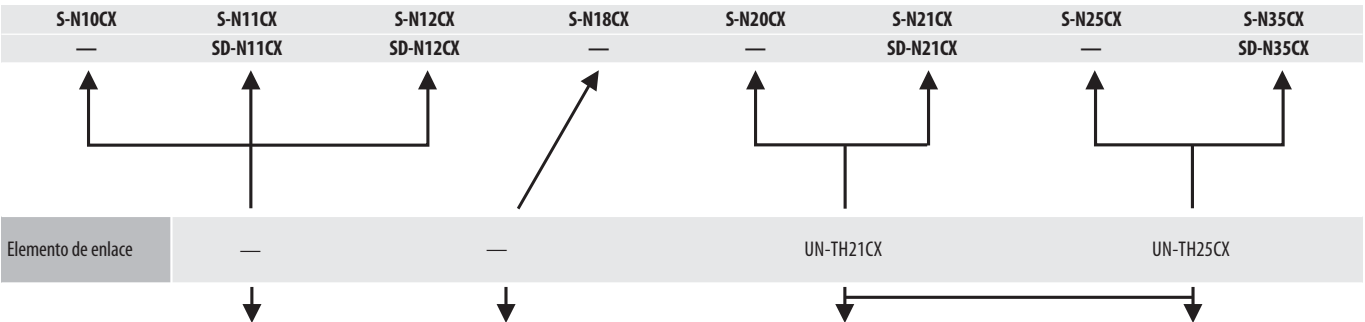 S-N10CX S-N11CX S-N12CX S-N18CX S-N20CX S-N21CX S-N25CX S-N35CX
— SD-N11CX SD-N12CX — — SD-N21CX — SD-N35CX
Elemento de enlace — — UN-TH21CX UN-TH25CX